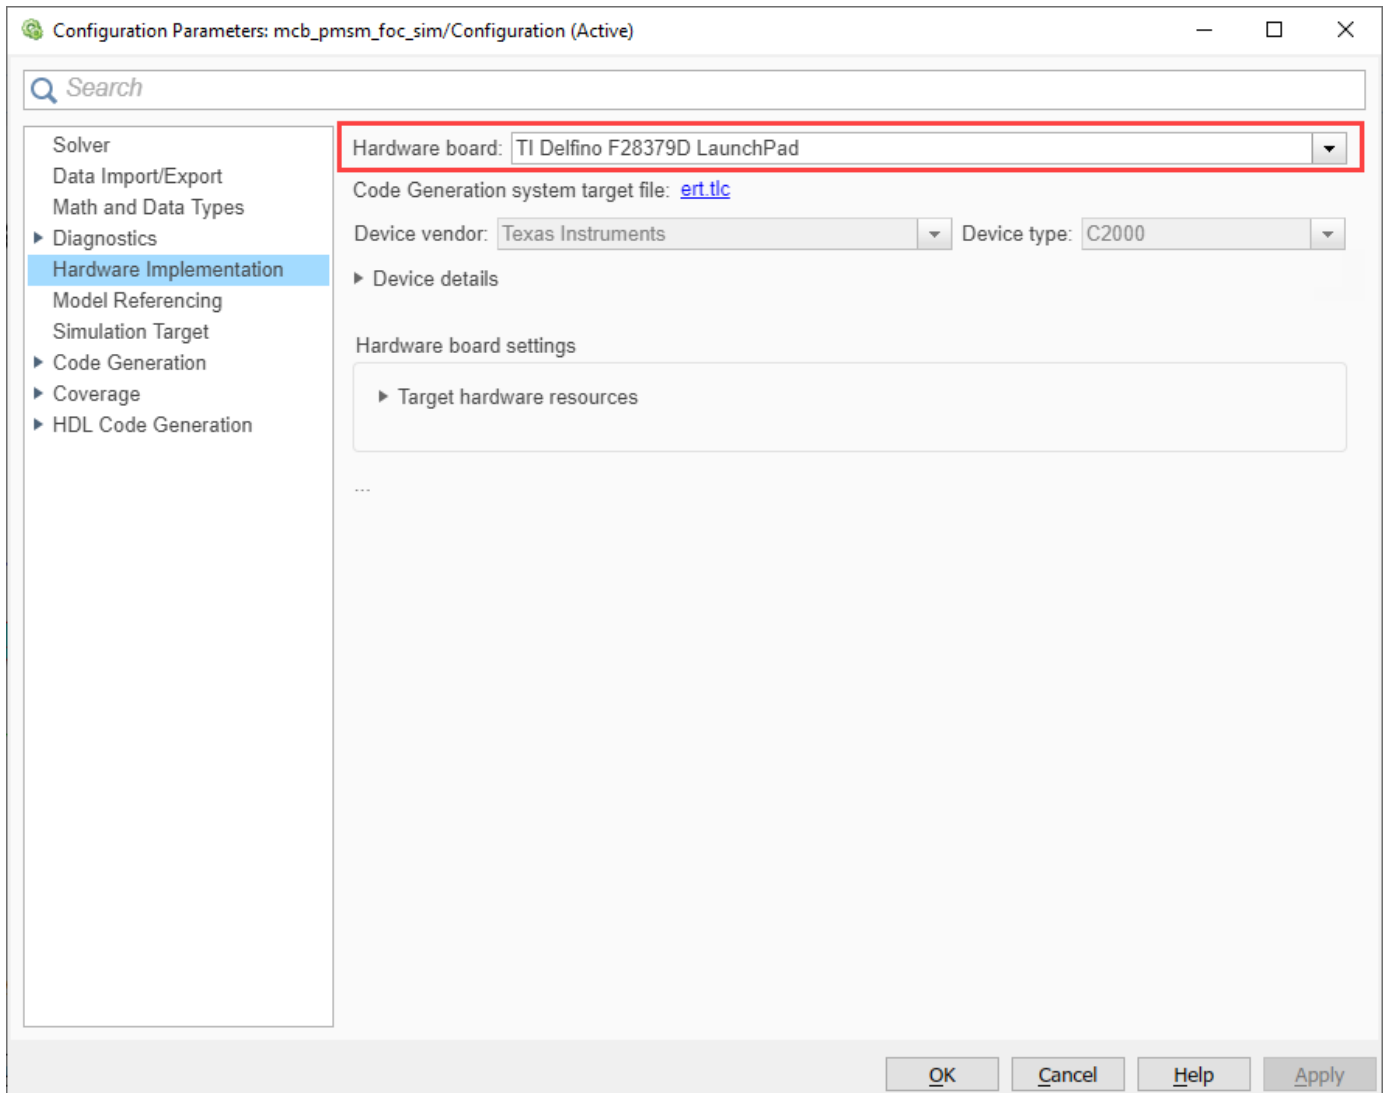 Configuration Parameters: mcb_pmsm_foc_sim/Configuration (Active)
Search
Solver
Data Import/Export
Math and Data Types
Diagnostics
Hardware Implementation
Model Referencing
Simulation Target
Code Generation
Coverage
HDL Code Generation
Hardware board: TI Delfino F28379D LaunchPad
Code Generation system target file: ert.tlc
Device vendor: Texas Instruments Device type: C2000
Device details
Hardware board settings
Target hardware resources
...
OK Cancel Help Apply